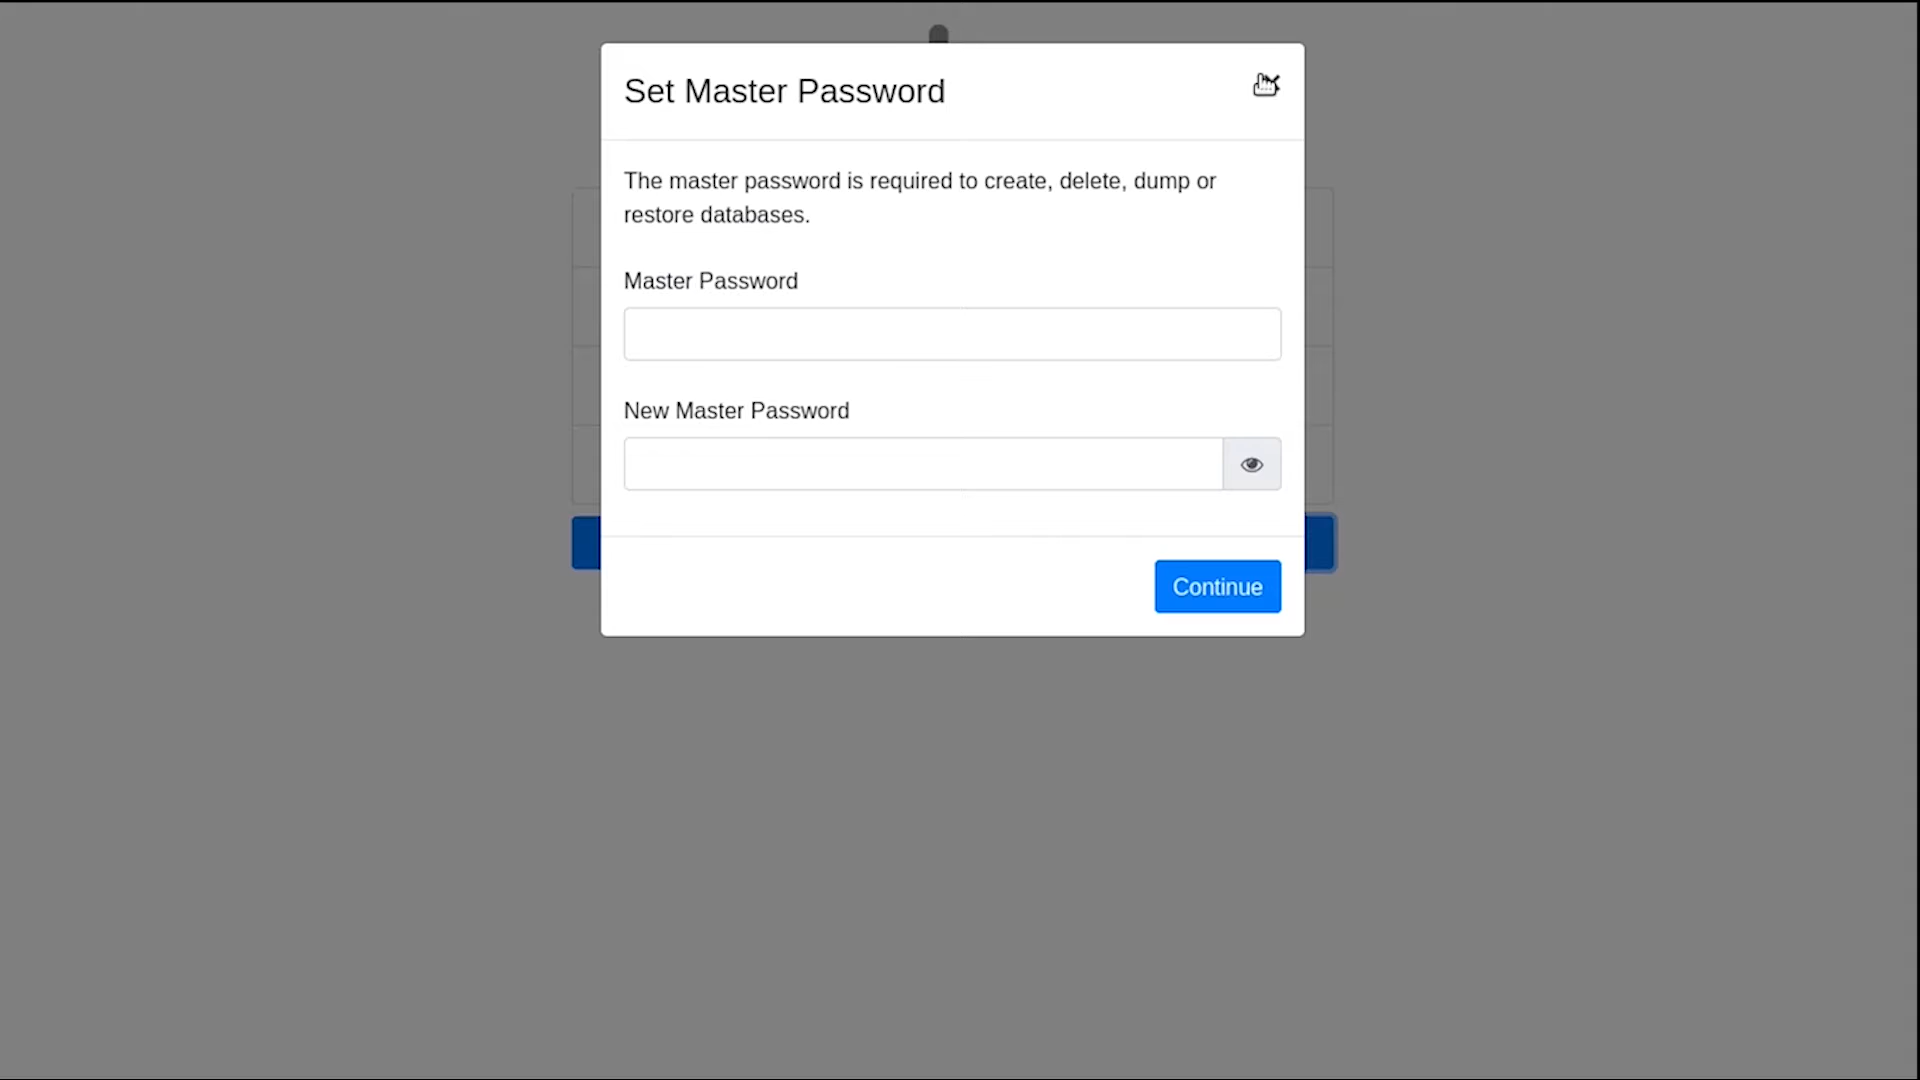 Set Master Password
The master password is required to create, delete, dump or
restore databases.
Master Password
New Master Password
Continue